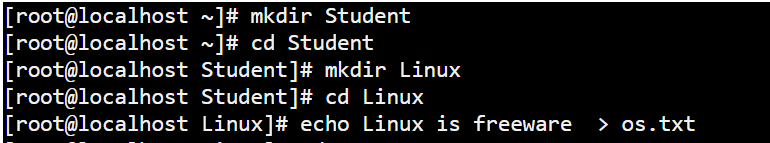 [root@localhost ~]# mkdir Student
[root@localhost ~]# cd Student
[root@localhost Student]# mkdir Linux
[root@localhost Student]# cd Linux
[root@localhost Linux]# echo Linux is freeware  > os.txt